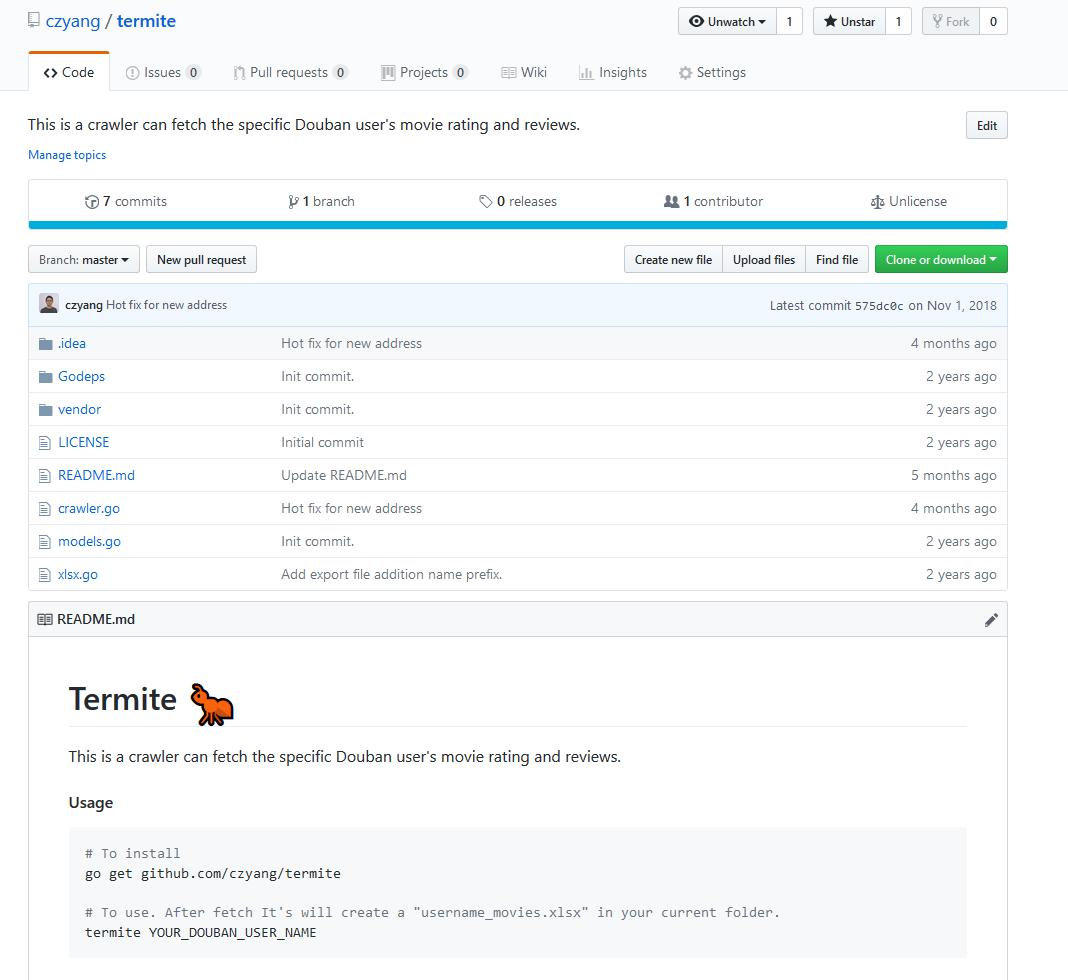 czyang / termite
Unwatch 1 Unstar 1 Fork 0
Code Issues 0 Pull requests 0 Projects 0 Wiki Insights Settings
This is a crawler can fetch the specific Douban user's movie rating and reviews. Edit
Manage topics
7 commits 1 branch 0 releases 1 contributor Unlicense
Branch: master New pull request Create new file Upload files Find file Clone or download
czyang Hot fix for new address Latest commit 575dc0c on Nov 1, 2018
.idea Hot fix for new address 4 months ago
Godeps Init commit. 2 years ago
vendor Init commit. 2 years ago
LICENSE Initial commit 2 years ago
README.md Update README.md 5 months ago
crawler.go Hot fix for new address 4 months ago
models.go Init commit. 2 years ago
xlsx.go Add export file addition name prefix. 2 years ago
README.md
Termite
This is a crawler can fetch the specific Douban user's movie rating and reviews.
Usage
# To install
go get github.com/czyang/termite
# To use. After fetch It's will create a "username_movies.xlsx" in your current folder.
termite YOUR_DOUBAN_USER_NAME